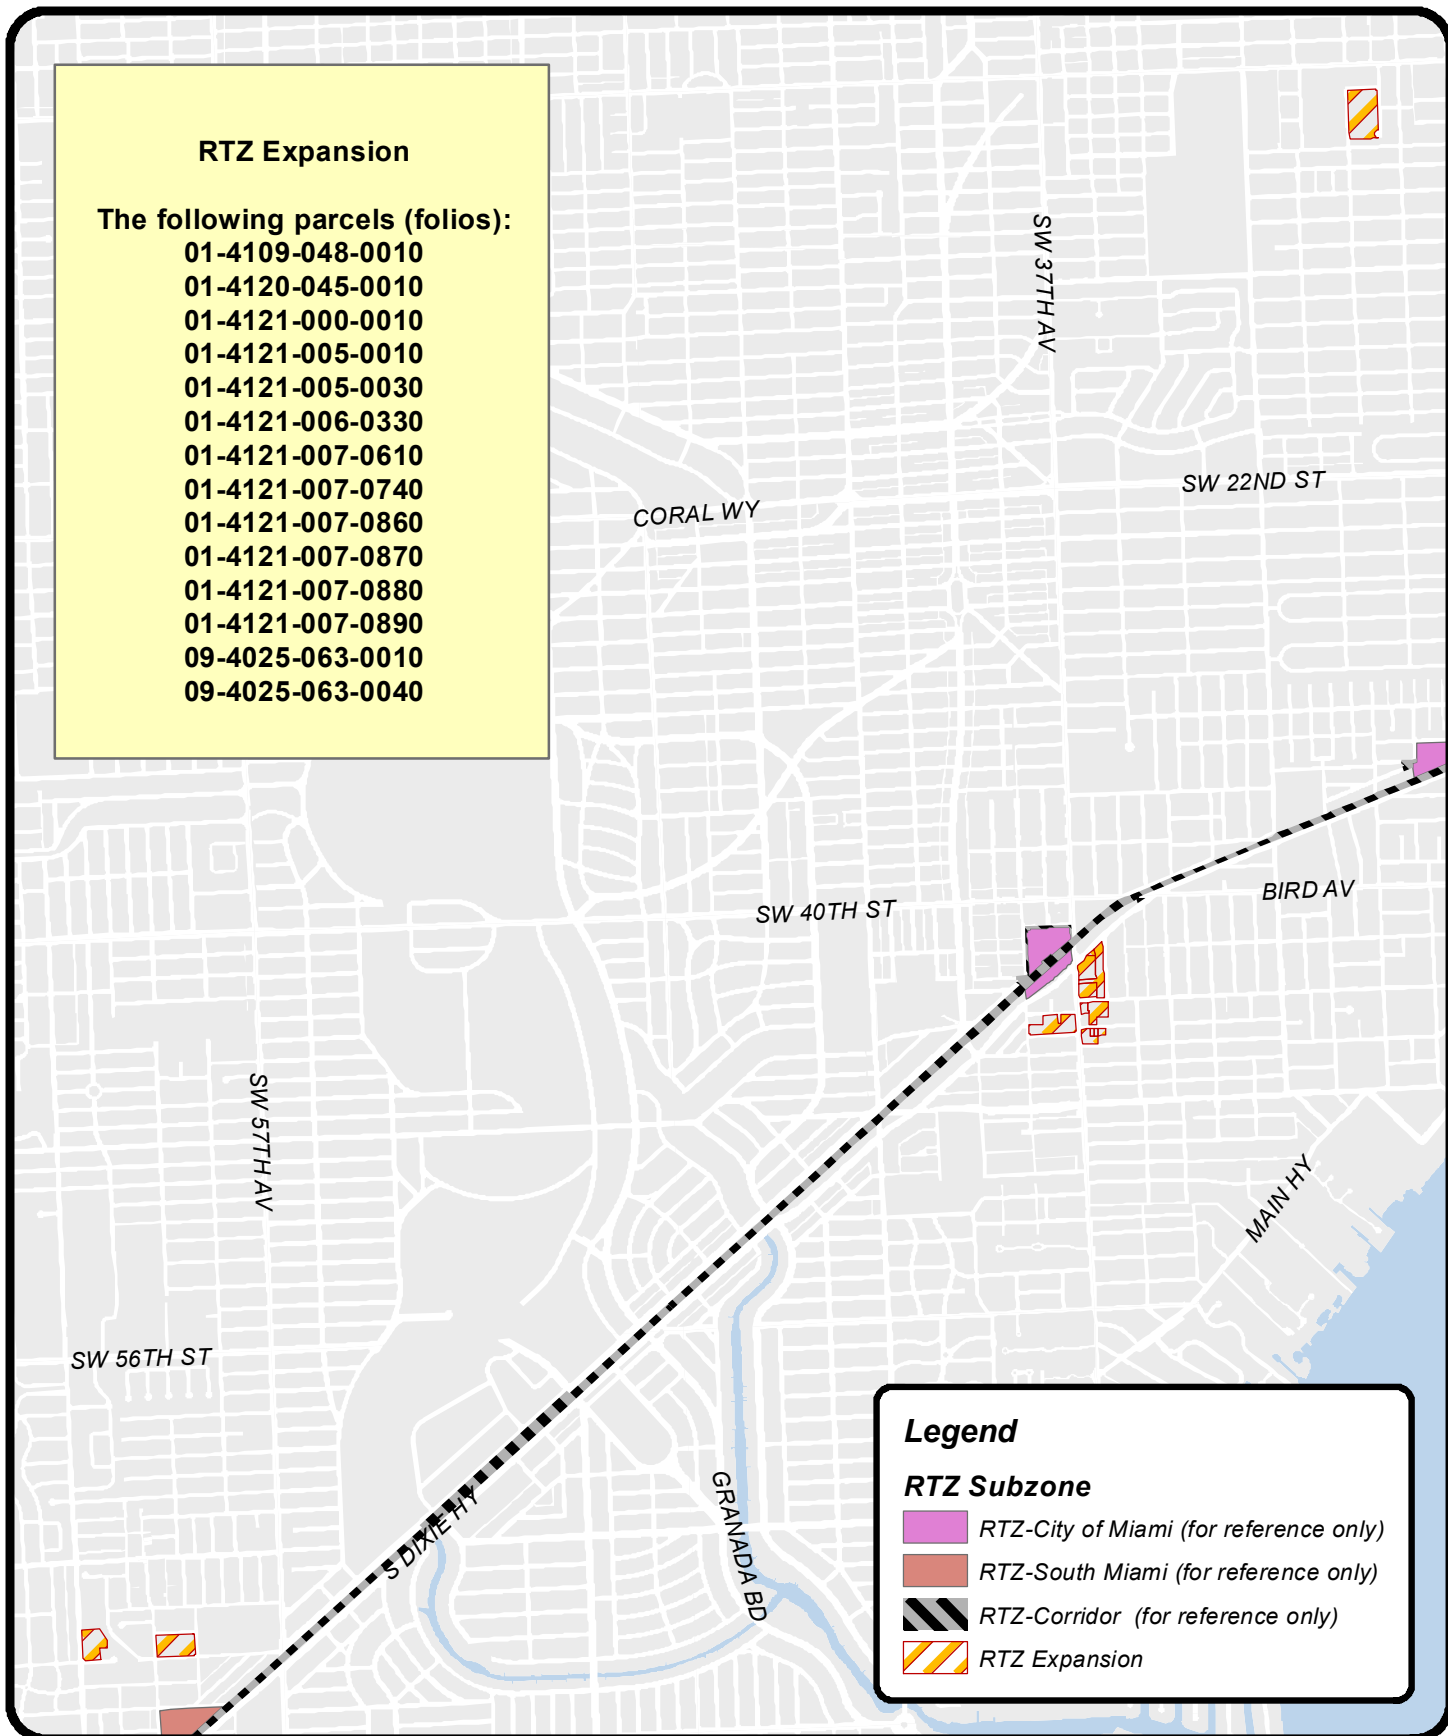 RTZ Expansion
The following parcels (folios):
01-4109-048-0010
01-4120-045-0010
01-4121-000-0010
01-4121-005-0010
01-4121-005-0030
01-4121-006-0330
01-4121-007-0610
01-4121-007-0740
01-4121-007-0860
01-4121-007-0870
01-4121-007-0880
01-4121-007-0890
09-4025-063-0010
09-4025-063-0040
SW 37TH AV
SW 22ND ST
CORAL WY
BIRD AV
SW 40TH ST
SW 57TH AV
MAIN HY
SW 56TH ST
S DIXIE HY
GRANADA BD
Legend
RTZ Subzone
RTZ-City of Miami (for reference only)
RTZ-South Miami (for reference only)
RTZ-Corridor (for reference only)
RTZ Expansion